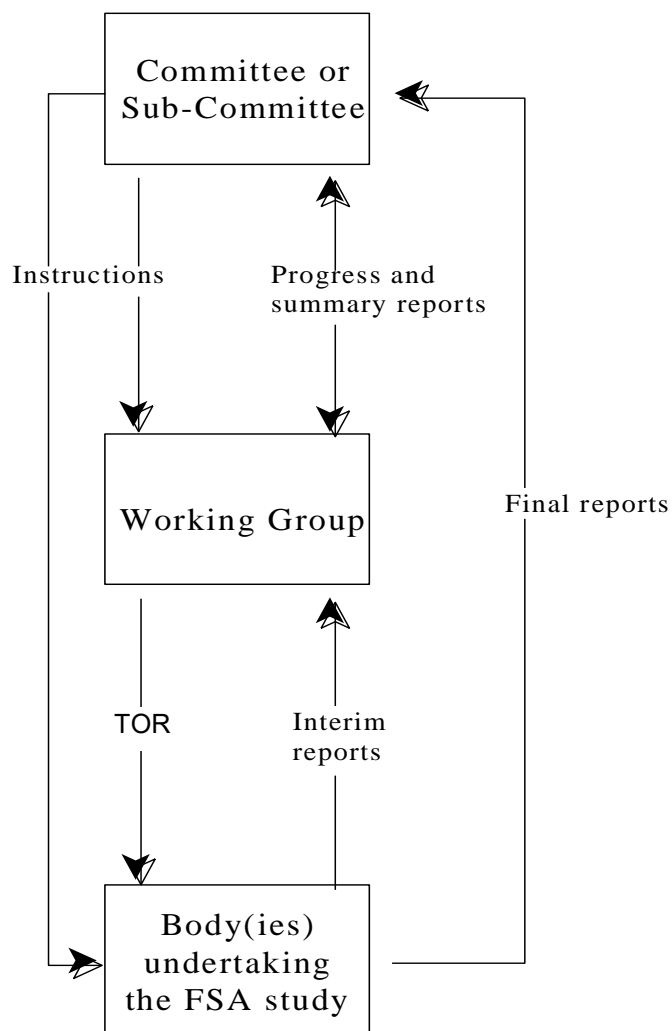 Committee or
Sub-Committee
Instructions
Progress and
summary reports
Working Group
Final reports
TOR
Interim
reports
Body(ies)
undertaking
the FSA study